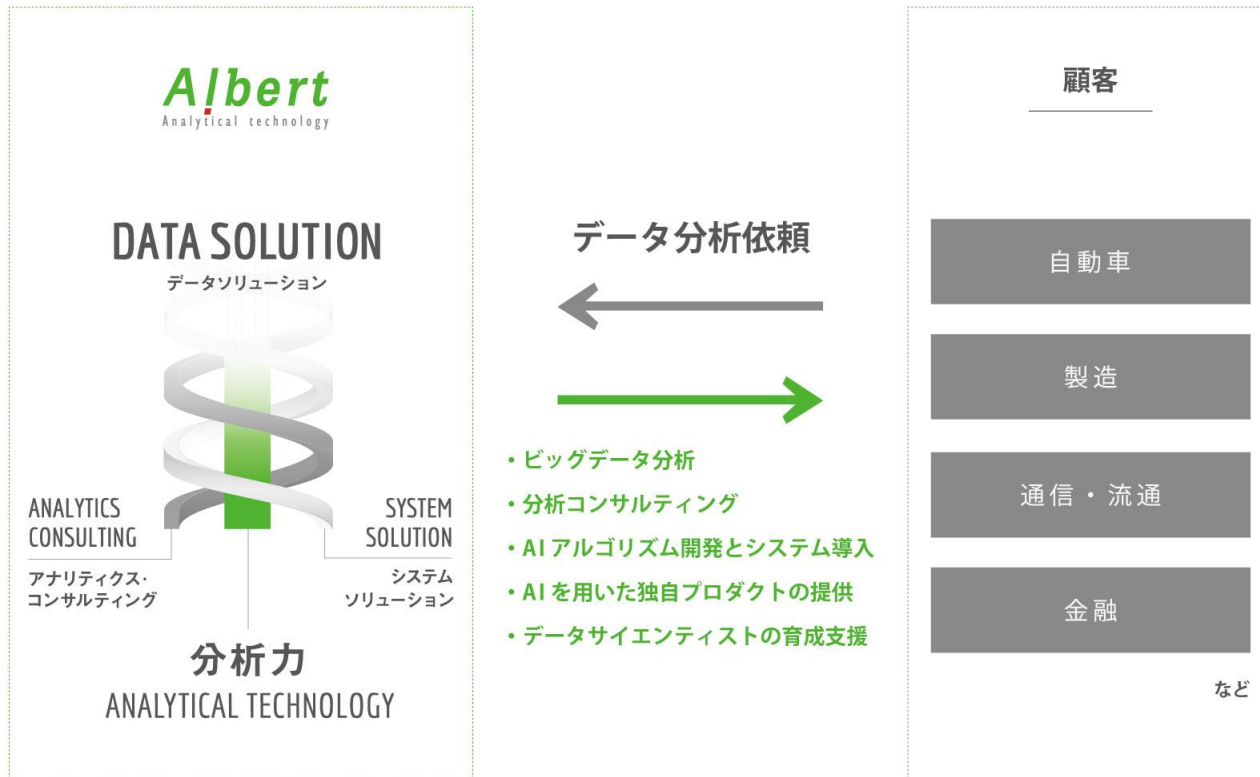 Albert
Analytical technology
DATA SOLUTION
データソリューション
ANALYTICS
CONSULTING
アナリティクス・
コンサルティング
SYSTEM
SOLUTION
システム
ソリューション
分析力
ANALYTICAL TECHNOLOGY
データ分析依頼
・ビッグデータ分析
・分析コンサルティング
・AIアルゴリズム開発とシステム導入
・AIを用いた独自プロダクトの提供
・データサイエンティストの育成支援
顧客
自動車
製造
通信・流通
金融
など